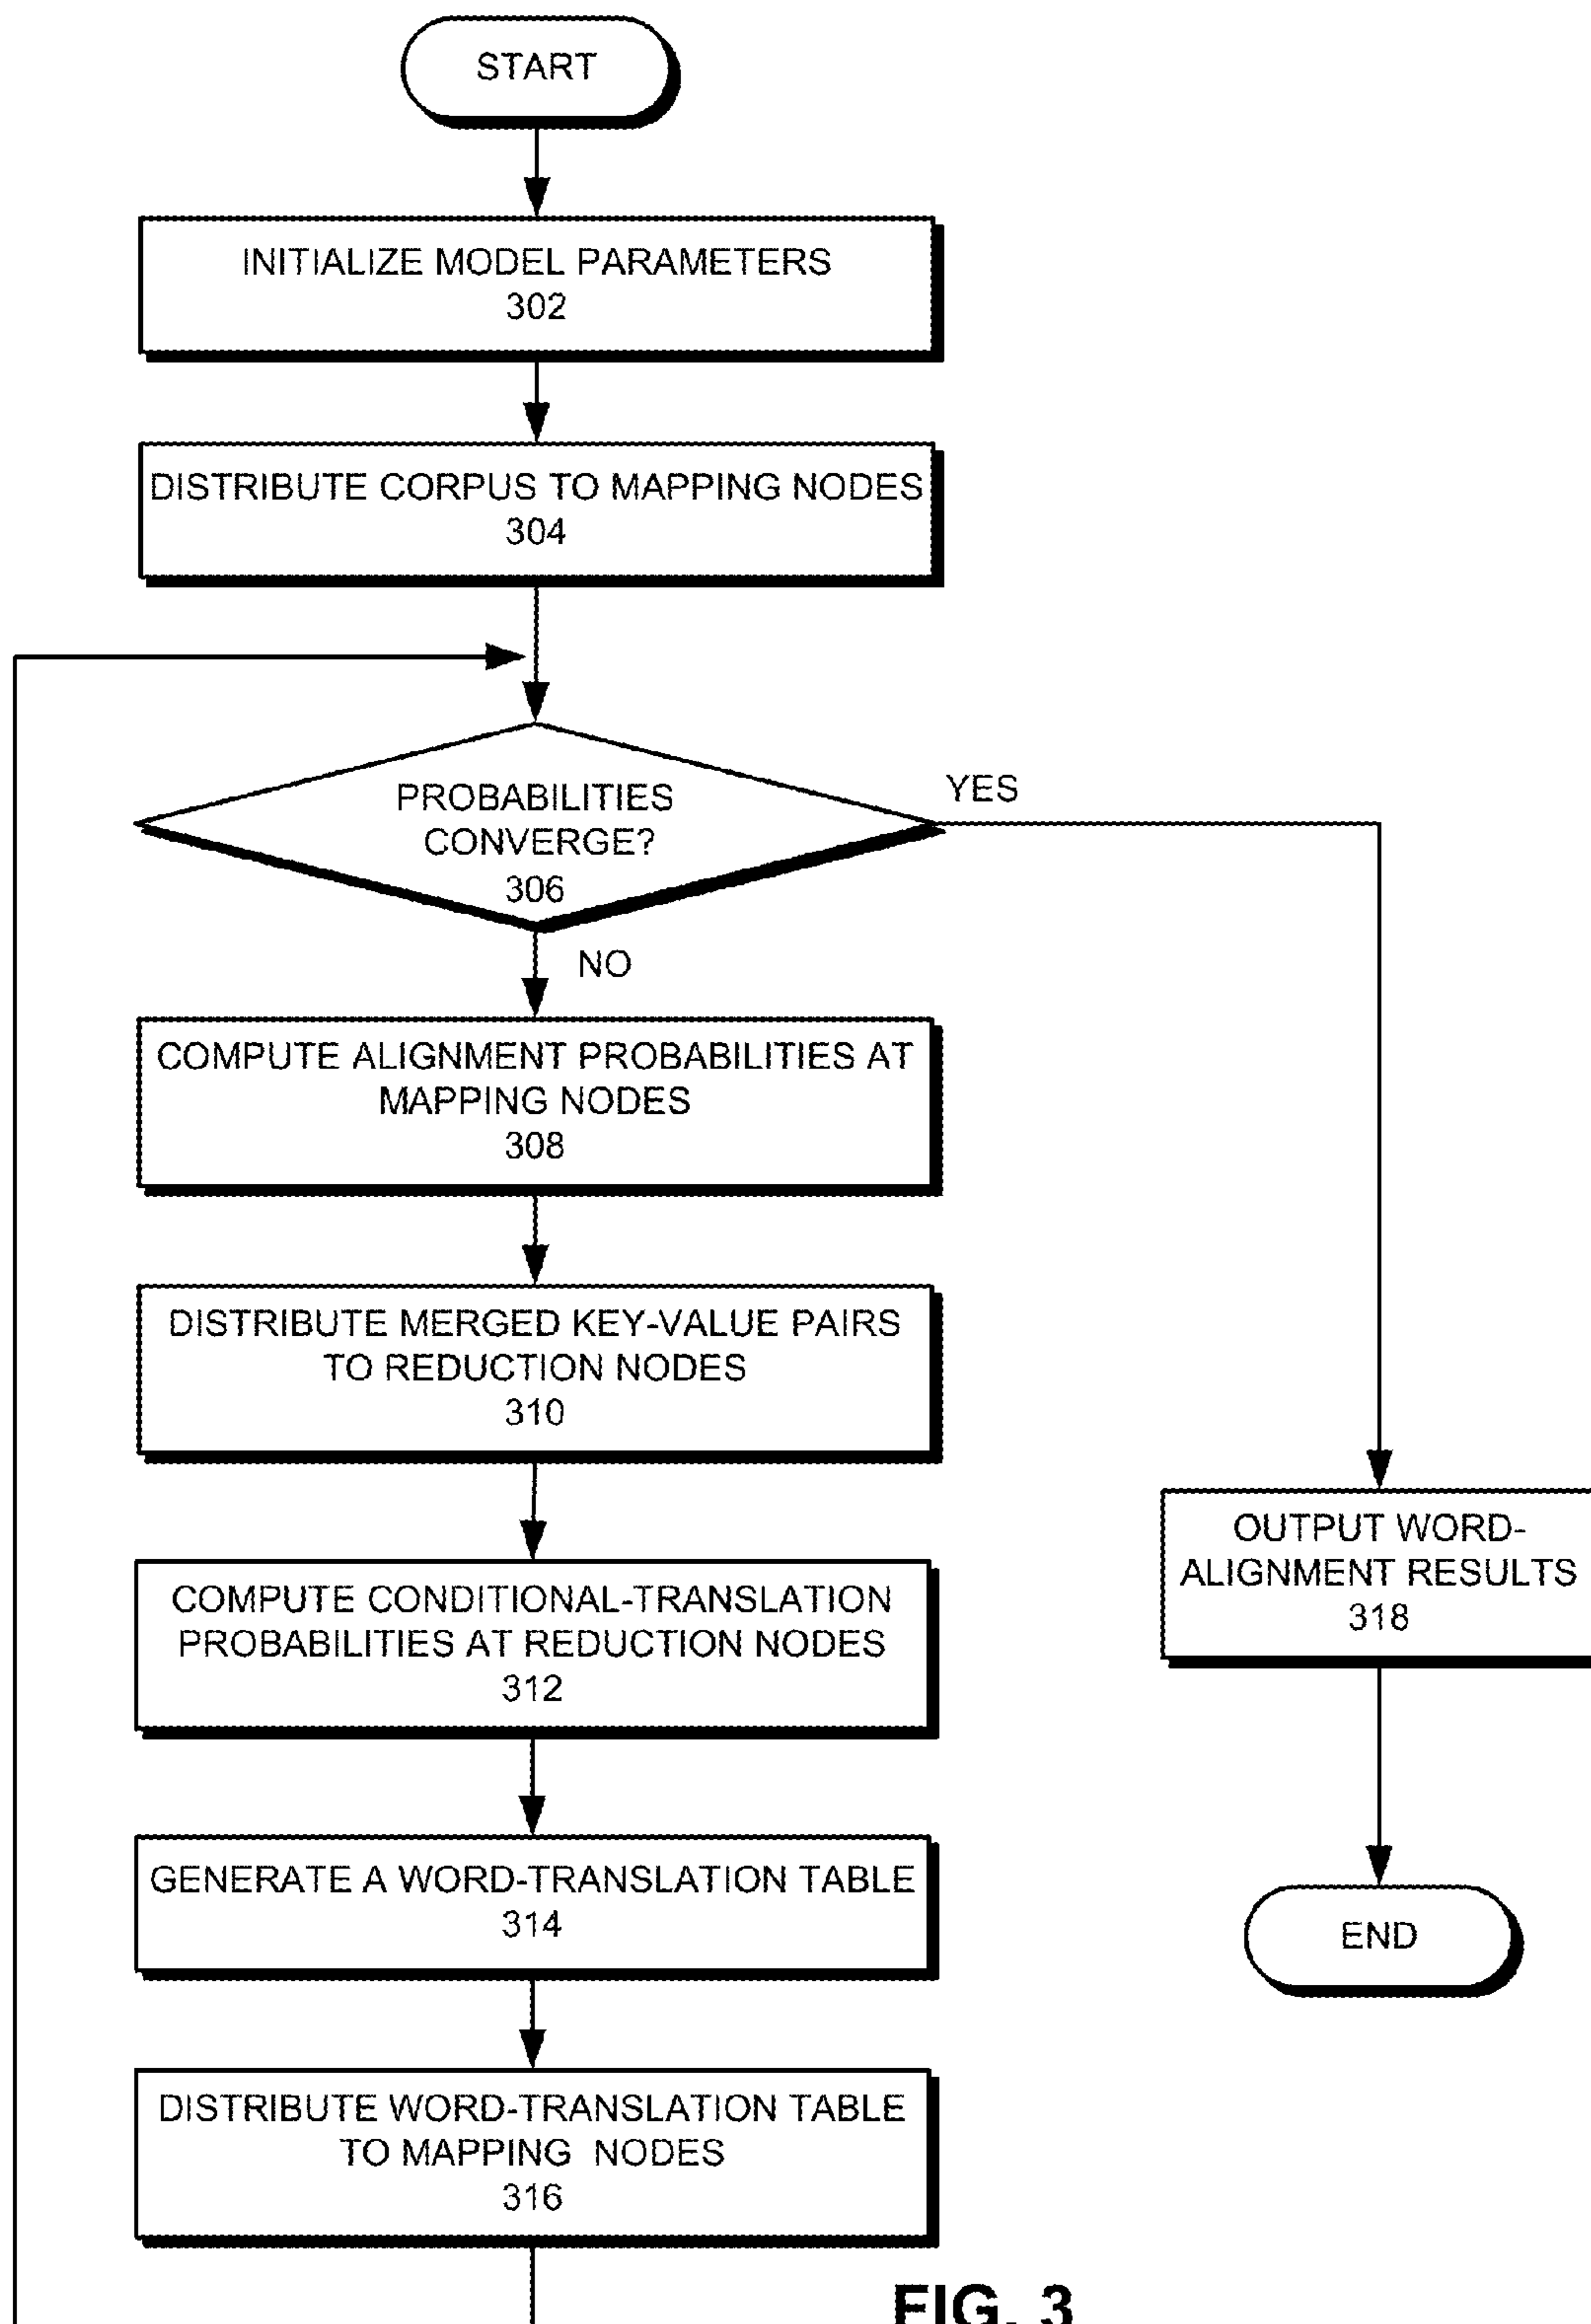 START
INITIALIZE MODEL PARAMETERS
302
DISTRIBUTE CORPUS TO MAPPING NODES
304
PROBABILITIES
CONVERGE?
306
YES
NO
COMPUTE ALIGNMENT PROBABILITIES AT
MAPPING NODES
308
DISTRIBUTE MERGED KEY-VALUE PAIRS
TO REDUCTION NODES
310
COMPUTE CONDITIONAL-TRANSLATION
PROBABILITIES AT REDUCTION NODES
312
GENERATE A WORD-TRANSLATION TABLE
314
DISTRIBUTE WORD-TRANSLATION TABLE
TO MAPPING NODES
316
OUTPUT WORD-
ALIGNMENT RESULTS
318
END
FIG. 3